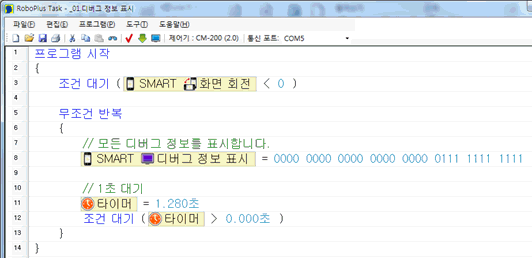 RoboPlus Task - _01.디버그 정보 표시
파일(F) 편집(E) 프로그램(P) 도구(T) 도움말(H)
제어기 : CM-200 (2.0) 통신 포트: COM5
1 프로그램 시작
2 {
3 조건 대기 ( SMART 화면 회전 < 0 )
4
5 무조건 반복
6 {
7 // 모든 디버그 정보를 표시합니다.
8 SMART 디버그 정보 표시 = 0000 0000 0000 0000 0000 0111 1111 1111
9
10 // 1초 대기
11 타이머 = 1.280초
12 조건 대기 ( 타이머 > 0.000초 )
13 }
14 }